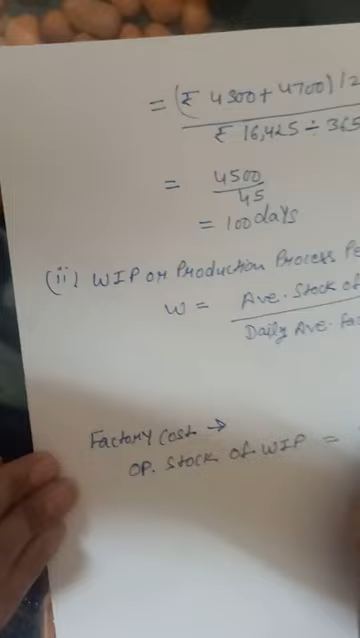 = (₹ 4300+4700)/2
₹ 16,425 ÷ 365
= 4500
45
= 100 days
(ii) WIP or Production Process Pe
W = Ave. Stock of
Daily Ave. Fac
Factory Cost →
OP. Stock of WIP =